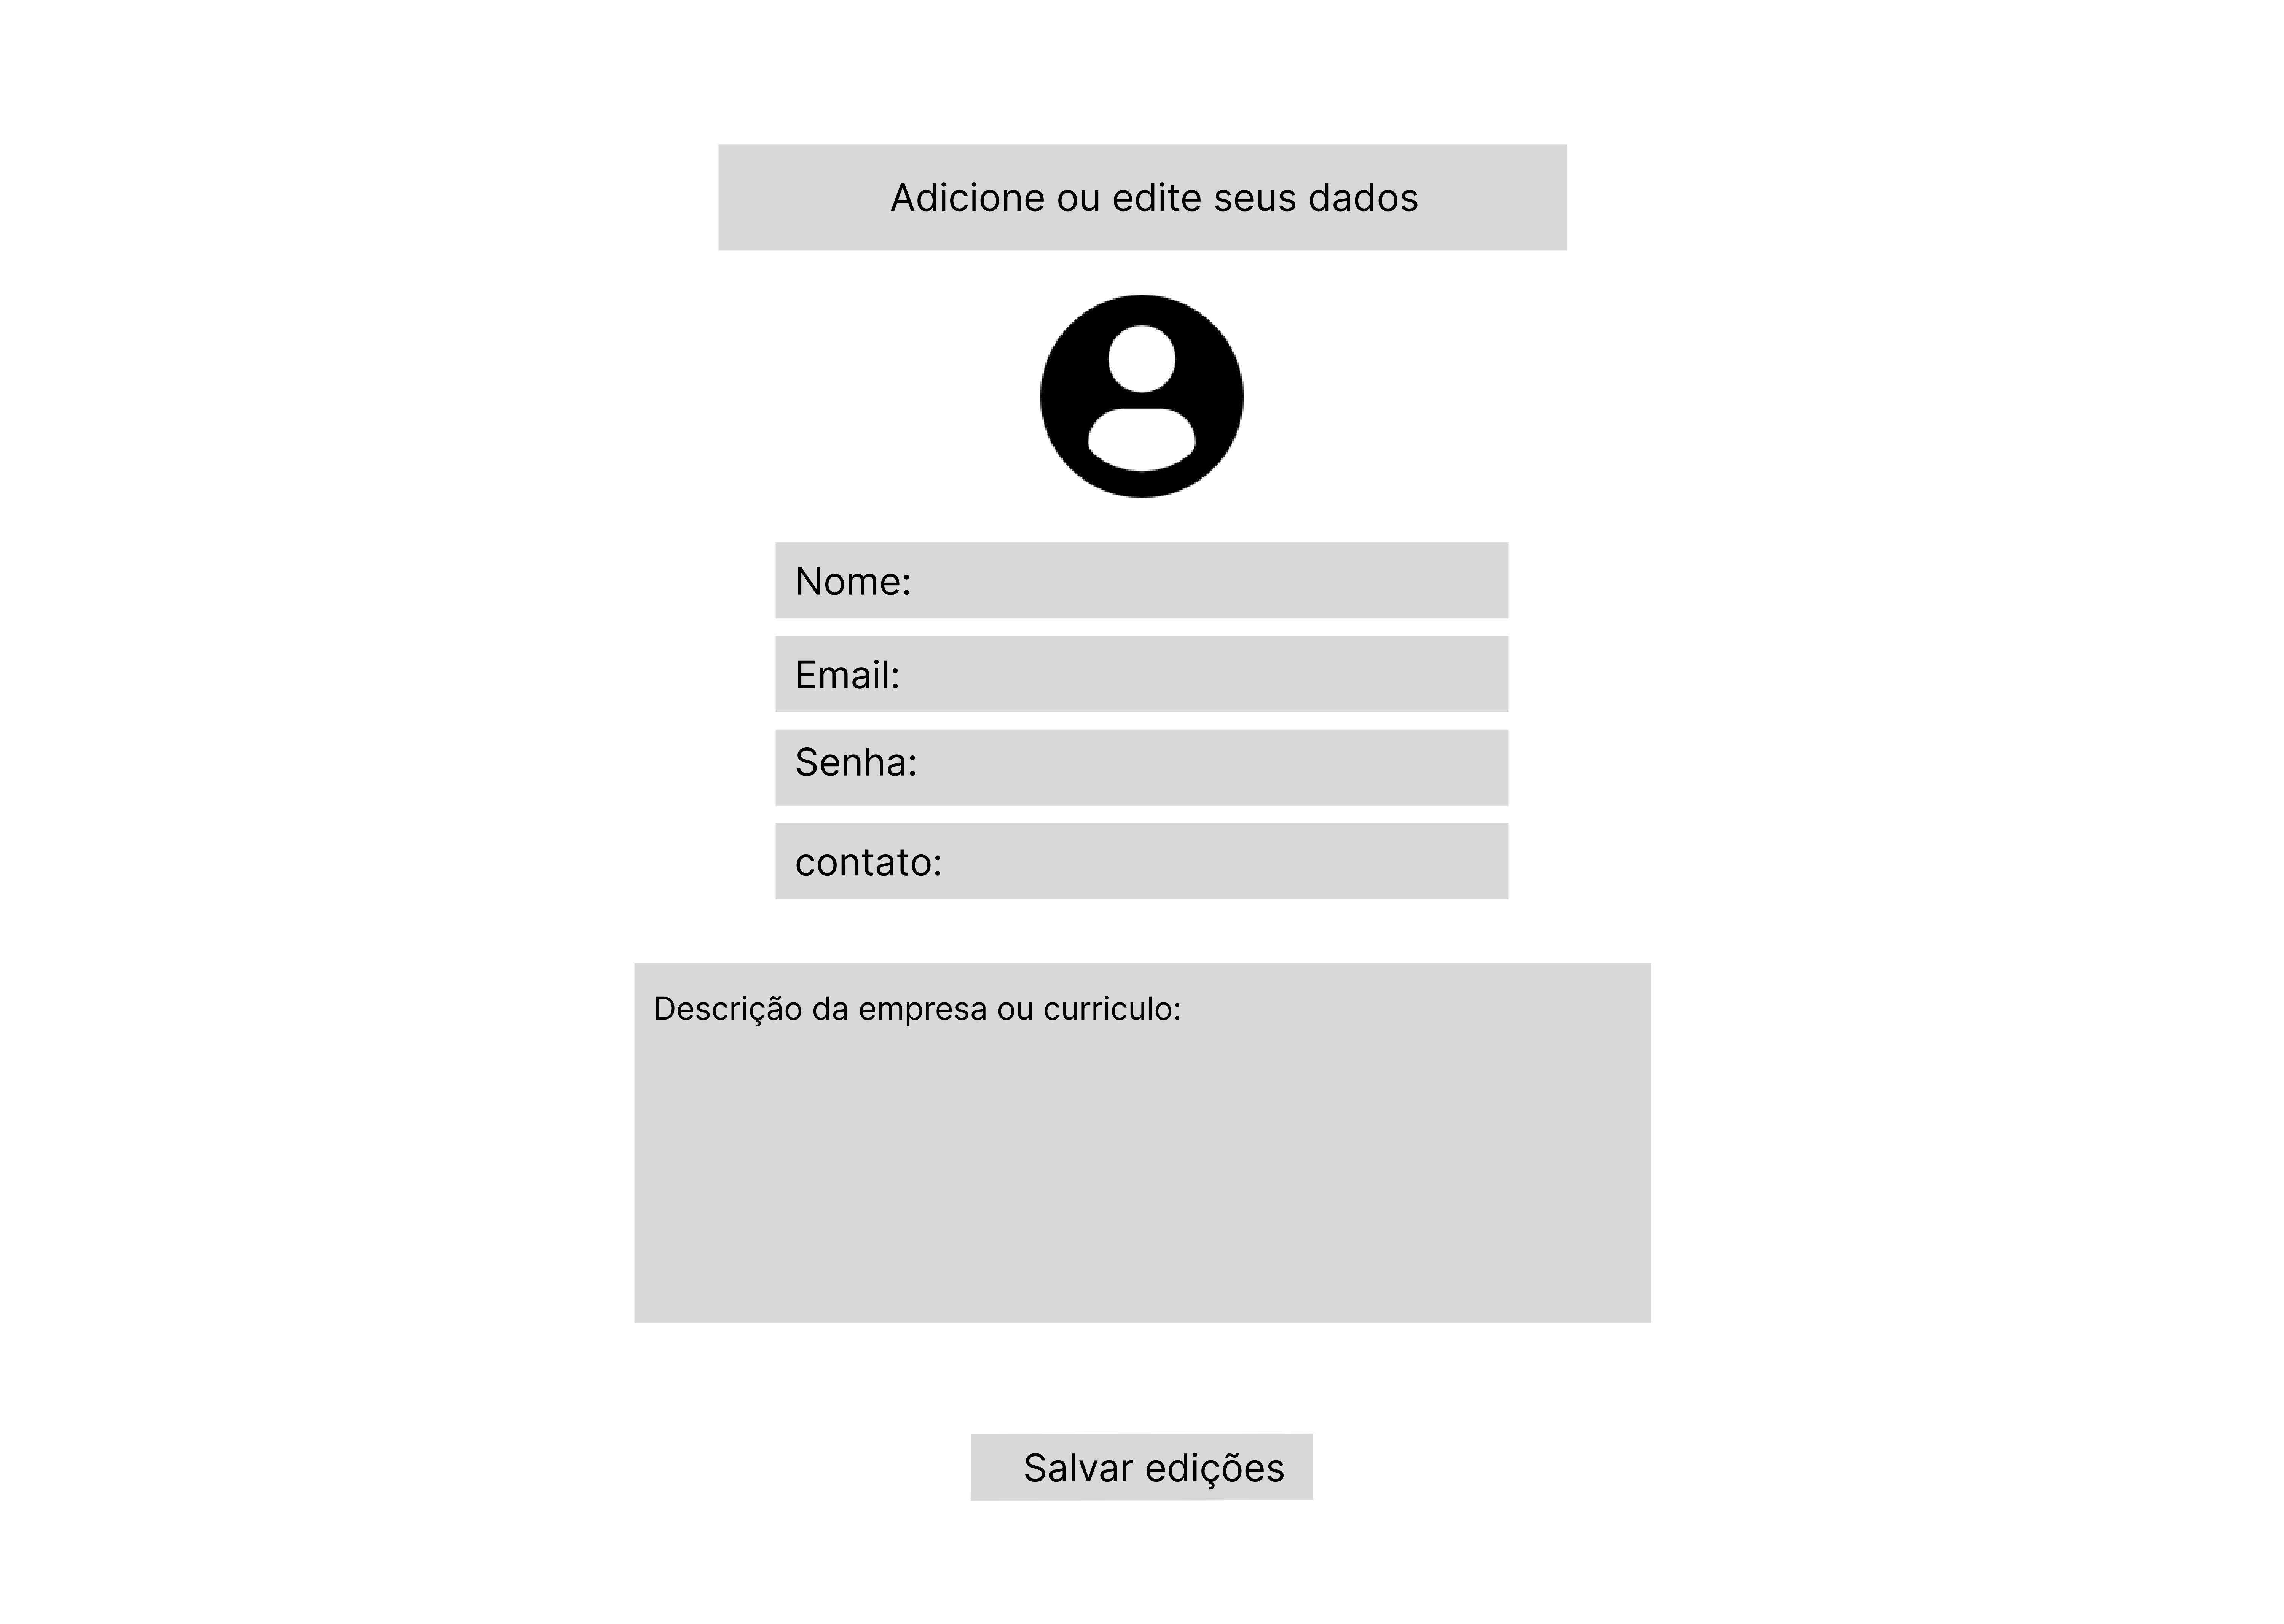 Adicione ou edite seus dados
Nome:
Email:
Senha:
contato:
Descrição da empresa ou curriculo:
Salvar edições